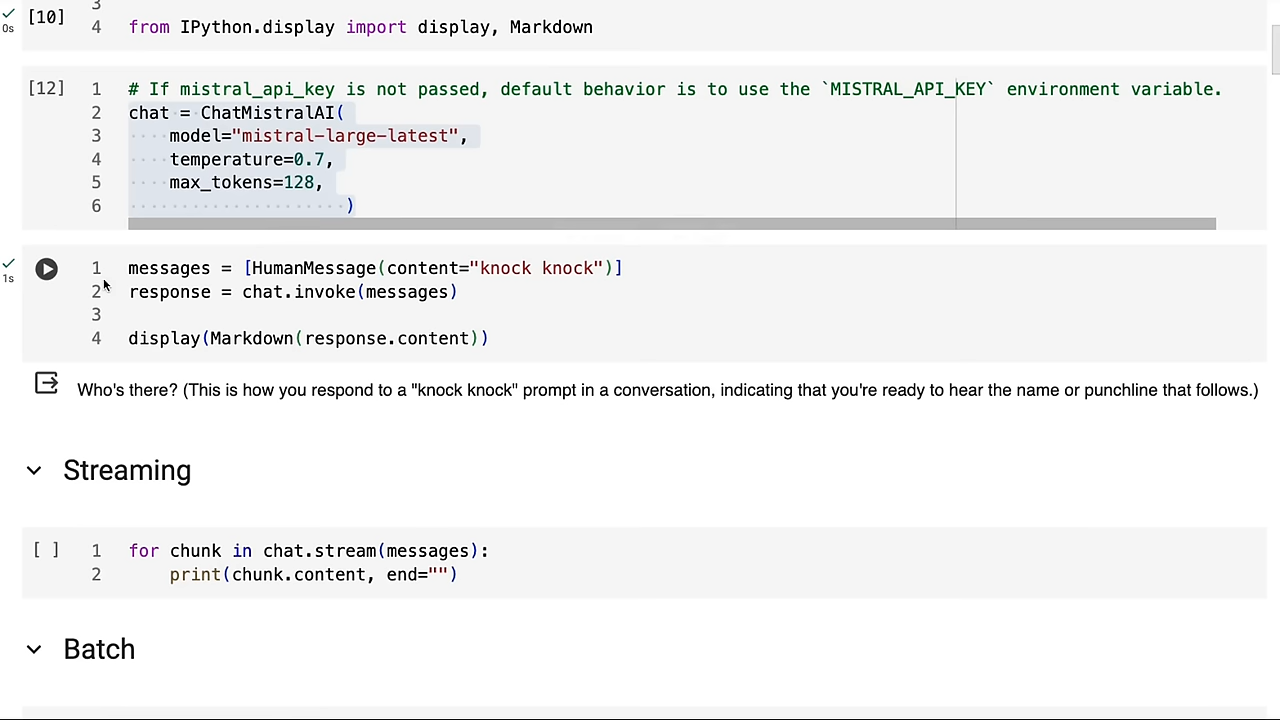 3
[10]
0s
4 from IPython.display import display, Markdown
[12] 1 # If mistral_api_key is not passed, default behavior is to use the `MISTRAL_API_KEY` environment variable.
2 chat = ChatMistralAI(
3 ····model="mistral-large-latest",
4 ····temperature=0.7,
5 ····max_tokens=128,
6 ·····················)
1 messages = [HumanMessage(content="knock knock")]
1s
2 response = chat.invoke(messages)
3
4 display(Markdown(response.content))
Who's there? (This is how you respond to a "knock knock" prompt in a conversation, indicating that you're ready to hear the name or punchline that follows.)
Streaming
[ ] 1 for chunk in chat.stream(messages):
2     print(chunk.content, end="")
Batch